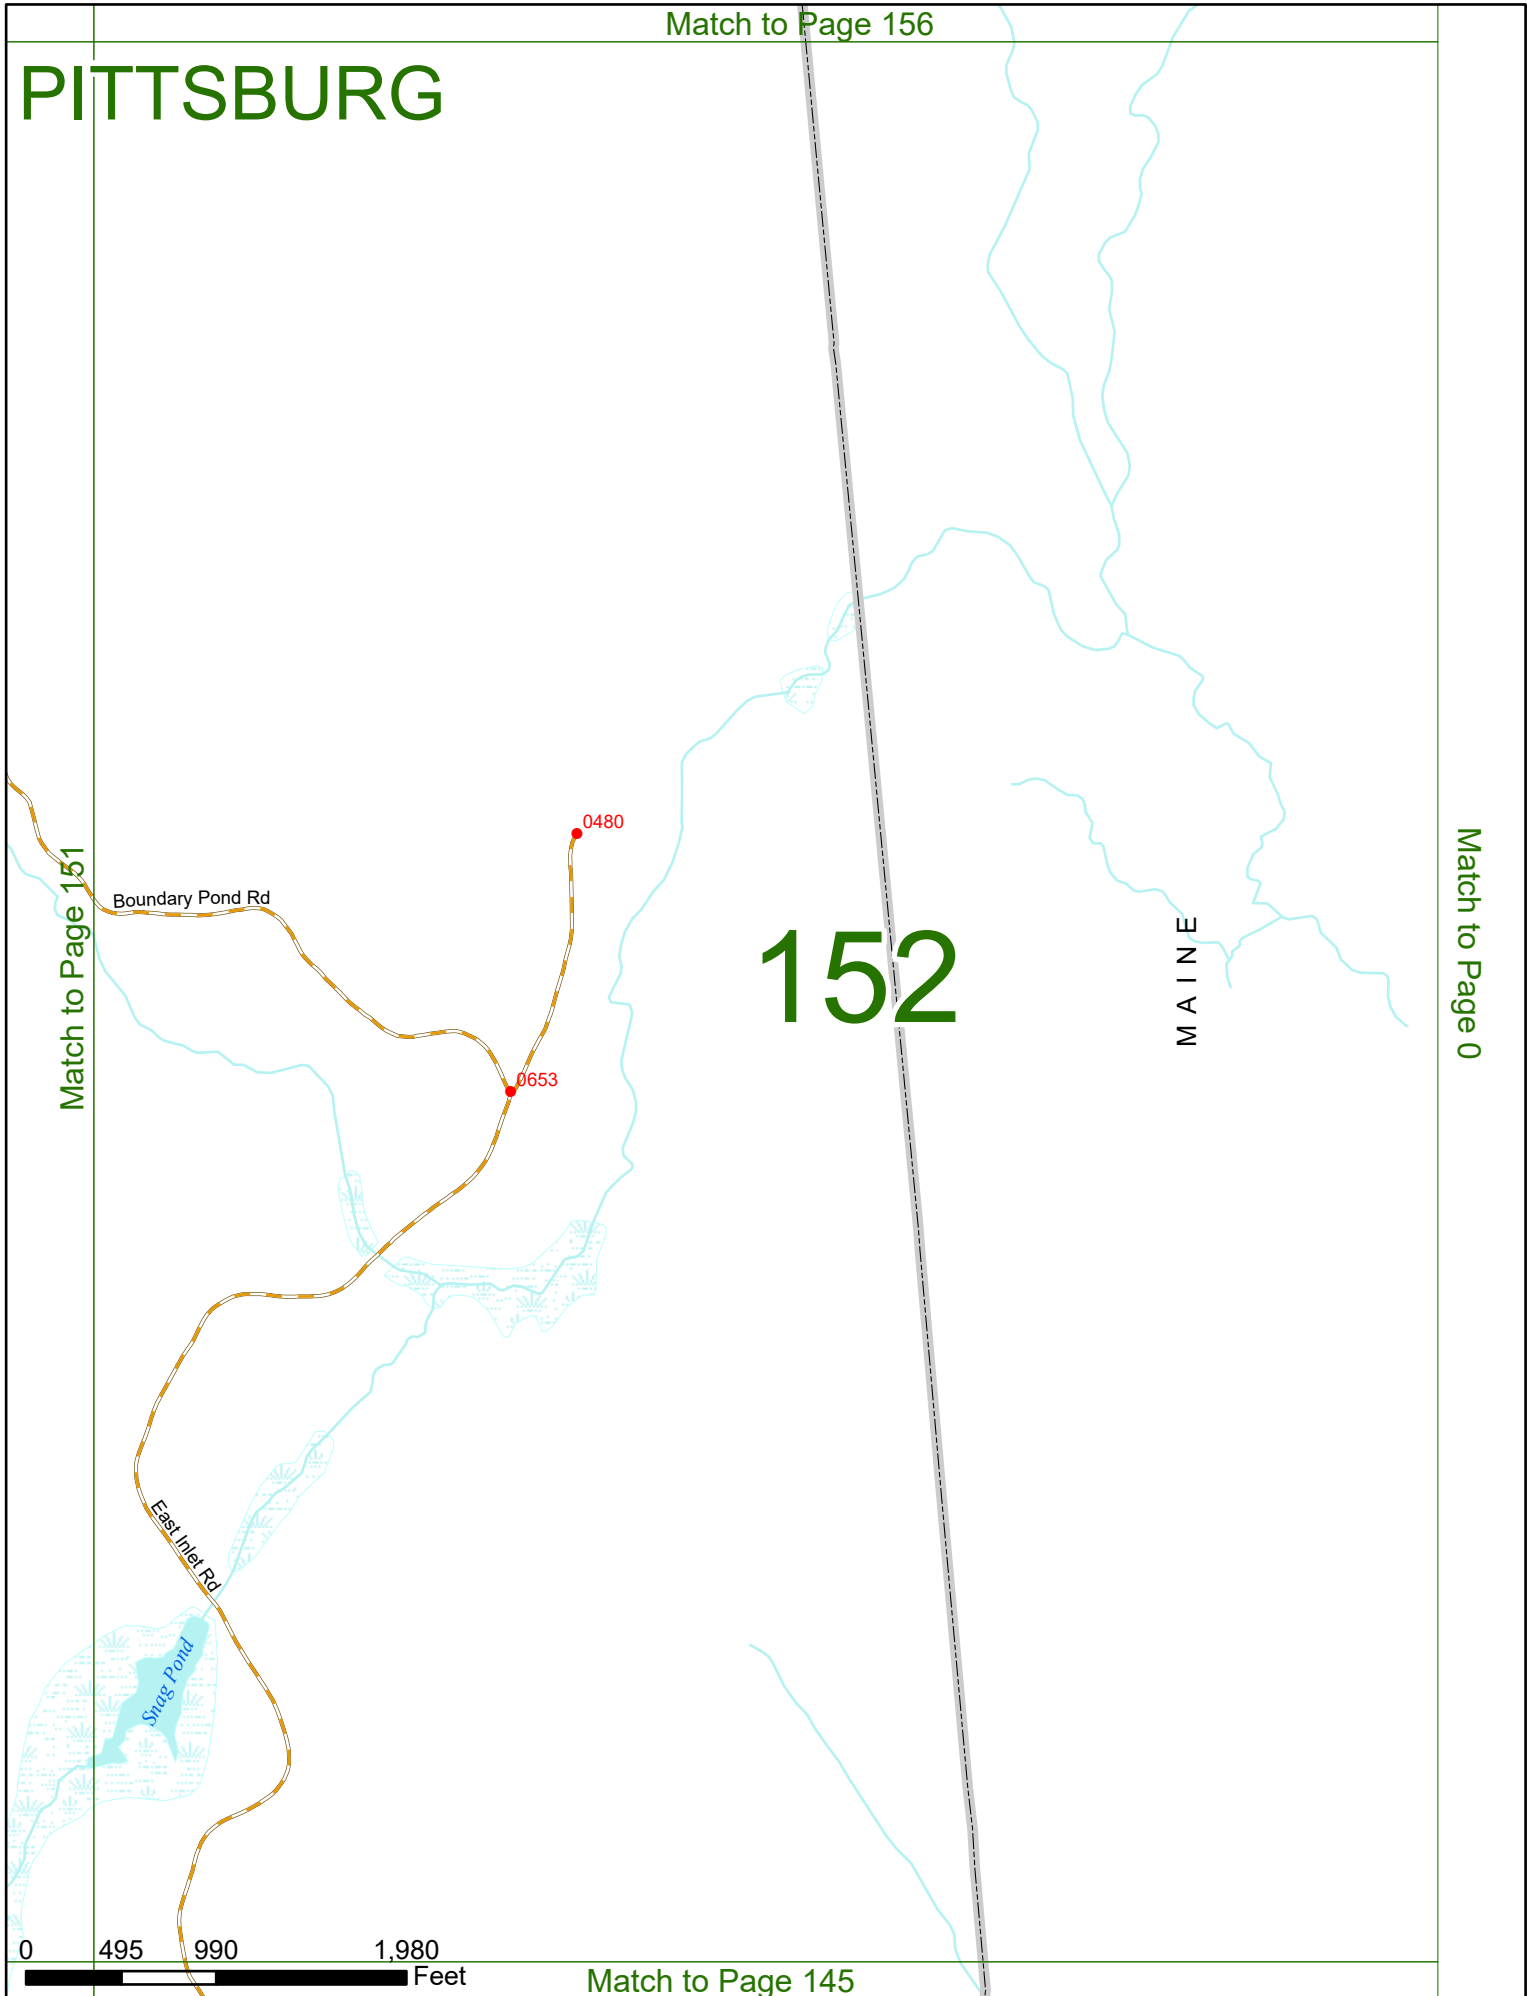 Match to Page 156
PITTSBURG
0480
Match to Page 151
Boundary Pond Rd
152
MAINE
Match to Page 0
0653
East Inlet Rd
Snag Pond
0 495 990 1,980
Feet
Match to Page 145